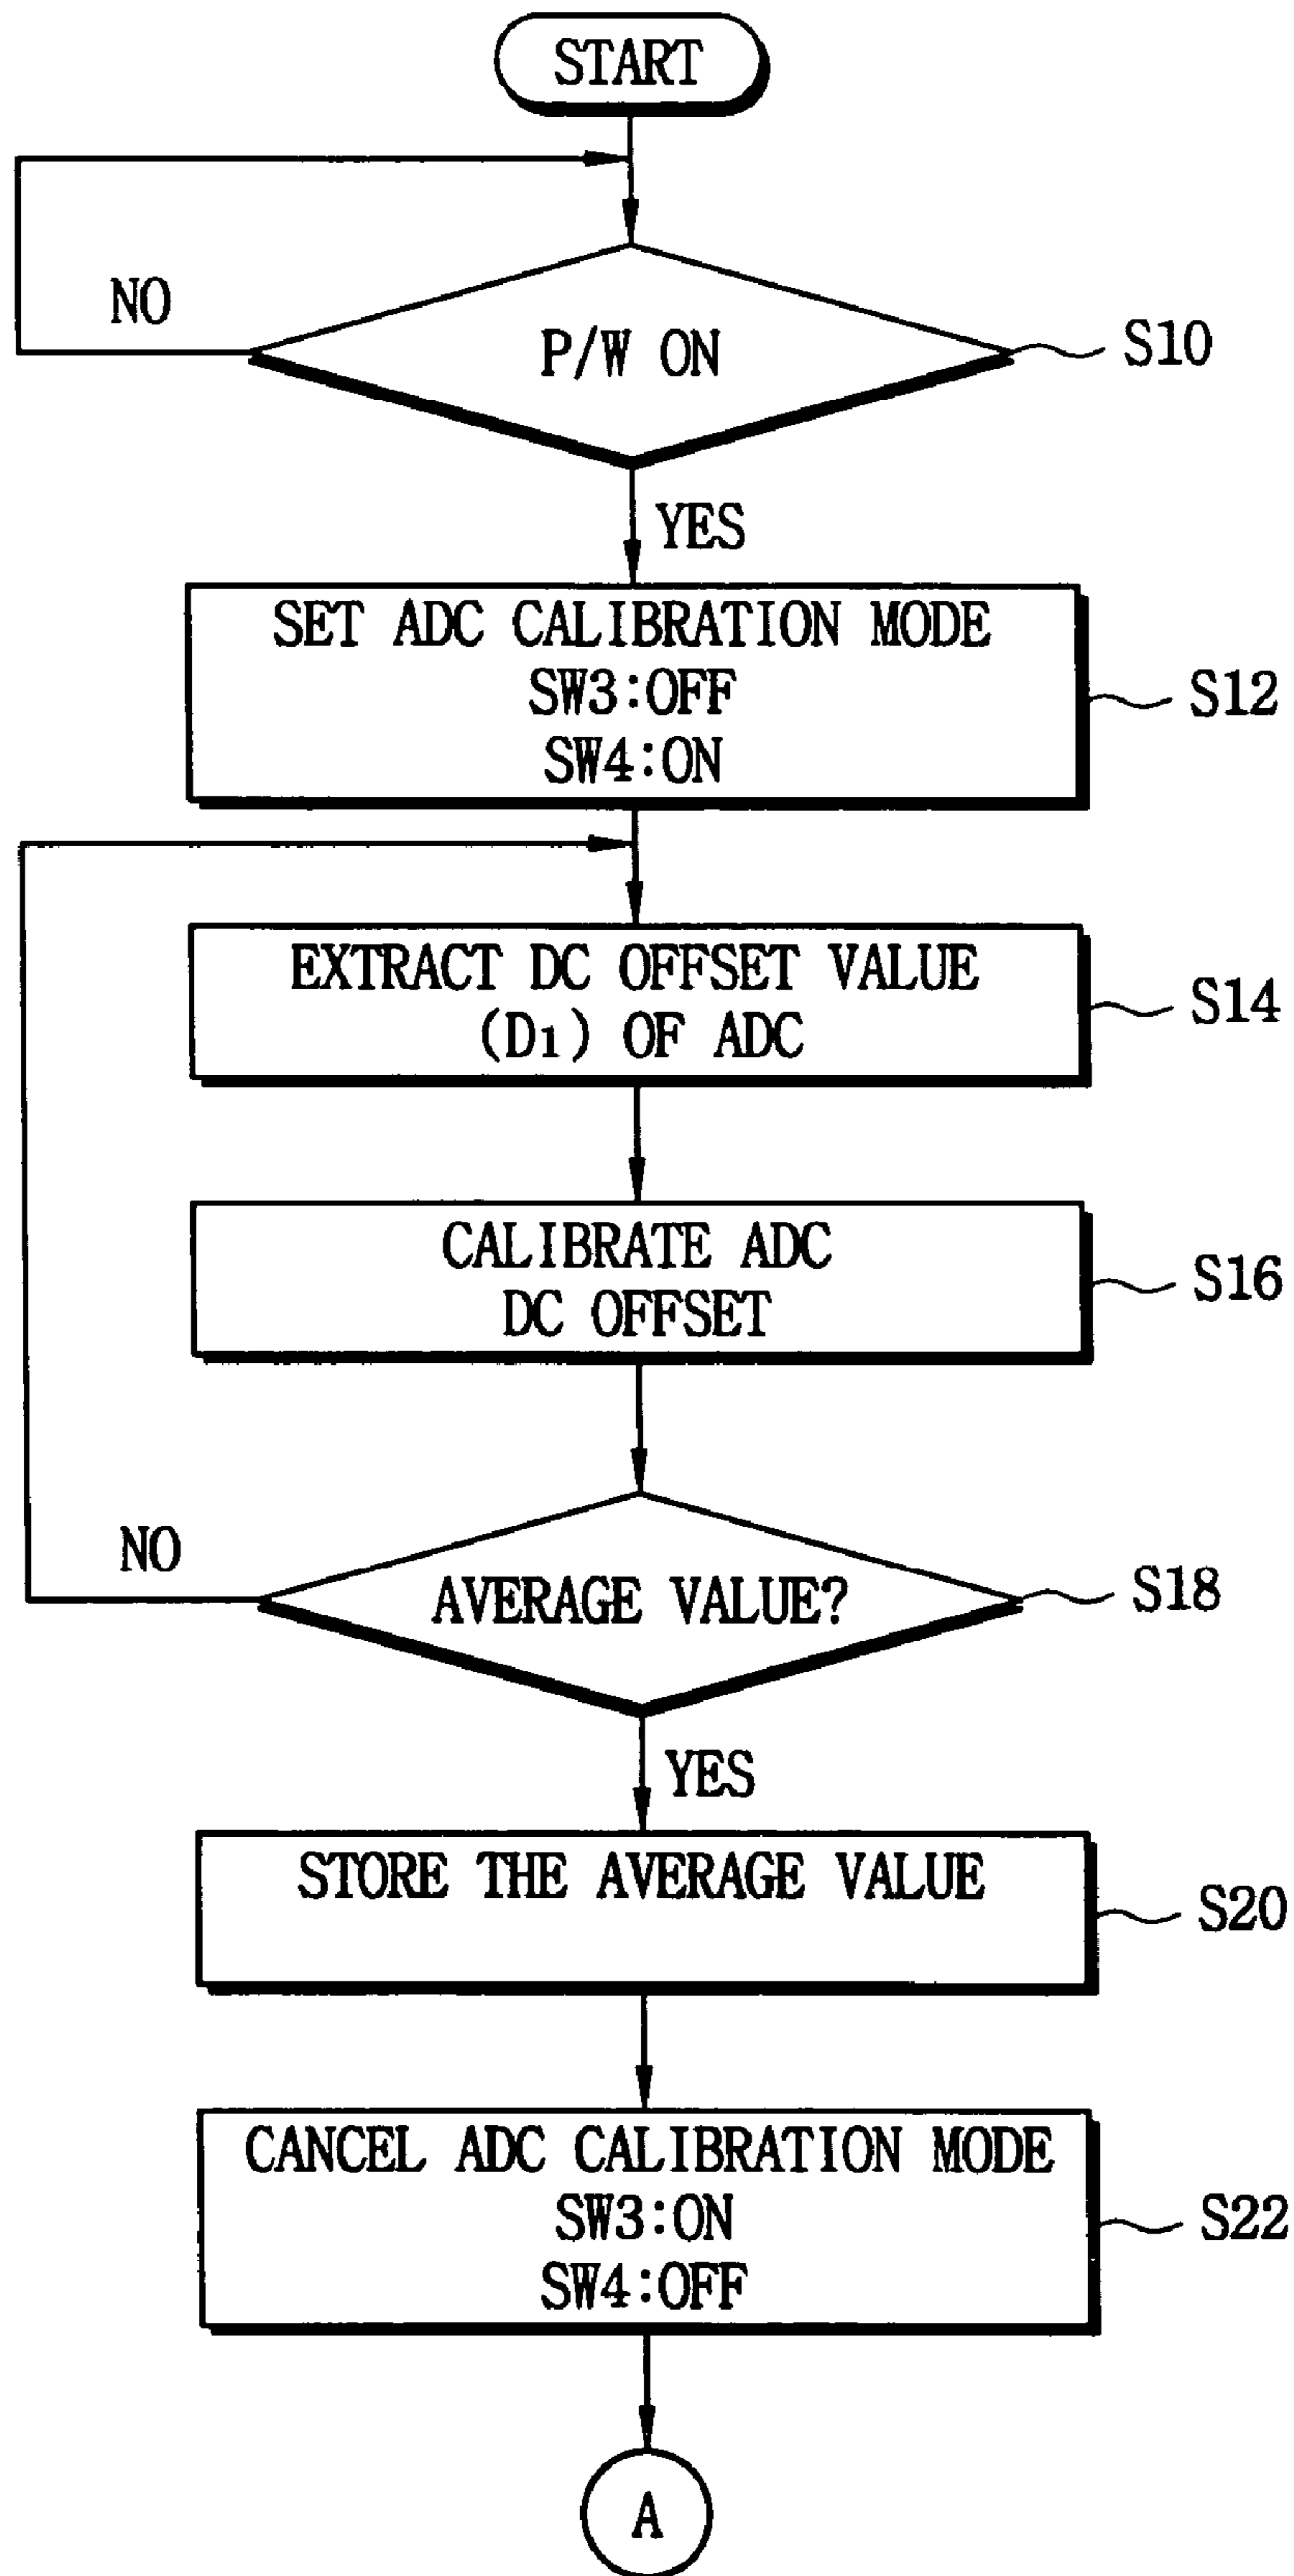 START
NO
P/W ON
S10
YES
SET ADC CALIBRATION MODE
SW3:OFF
SW4:ON
S12
EXTRACT DC OFFSET VALUE
(D1) OF ADC
S14
CALIBRATE ADC
DC OFFSET
S16
NO
AVERAGE VALUE?
S18
YES
STORE THE AVERAGE VALUE
S20
CANCEL ADC CALIBRATION MODE
SW3:ON
SW4:OFF
S22
A